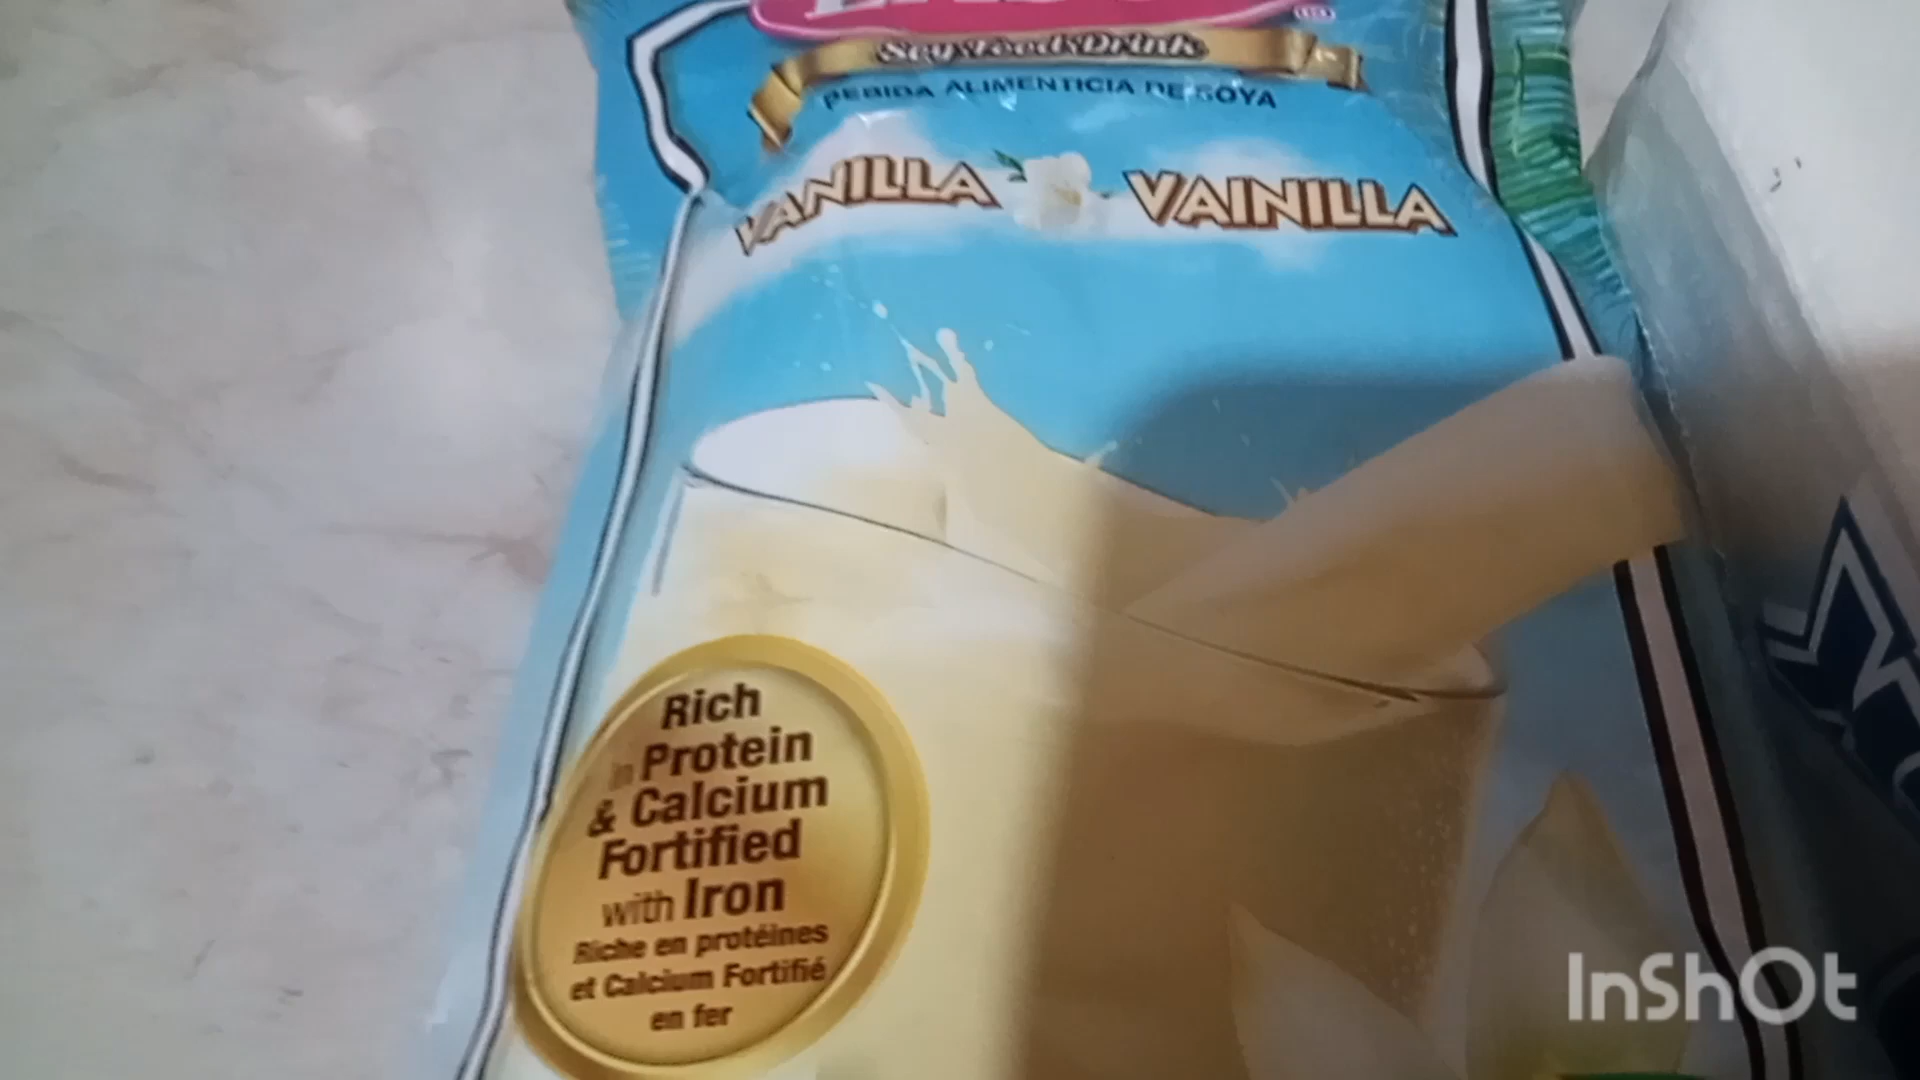 Soy Food Drink
BEBIDA ALIMENTICIA DE SOYA
VANILLA VAINILLA
Rich
in Protein
& Calcium
Fortified
with Iron
Riche en protéines
et Calcium Fortifié
en fer
InShOt